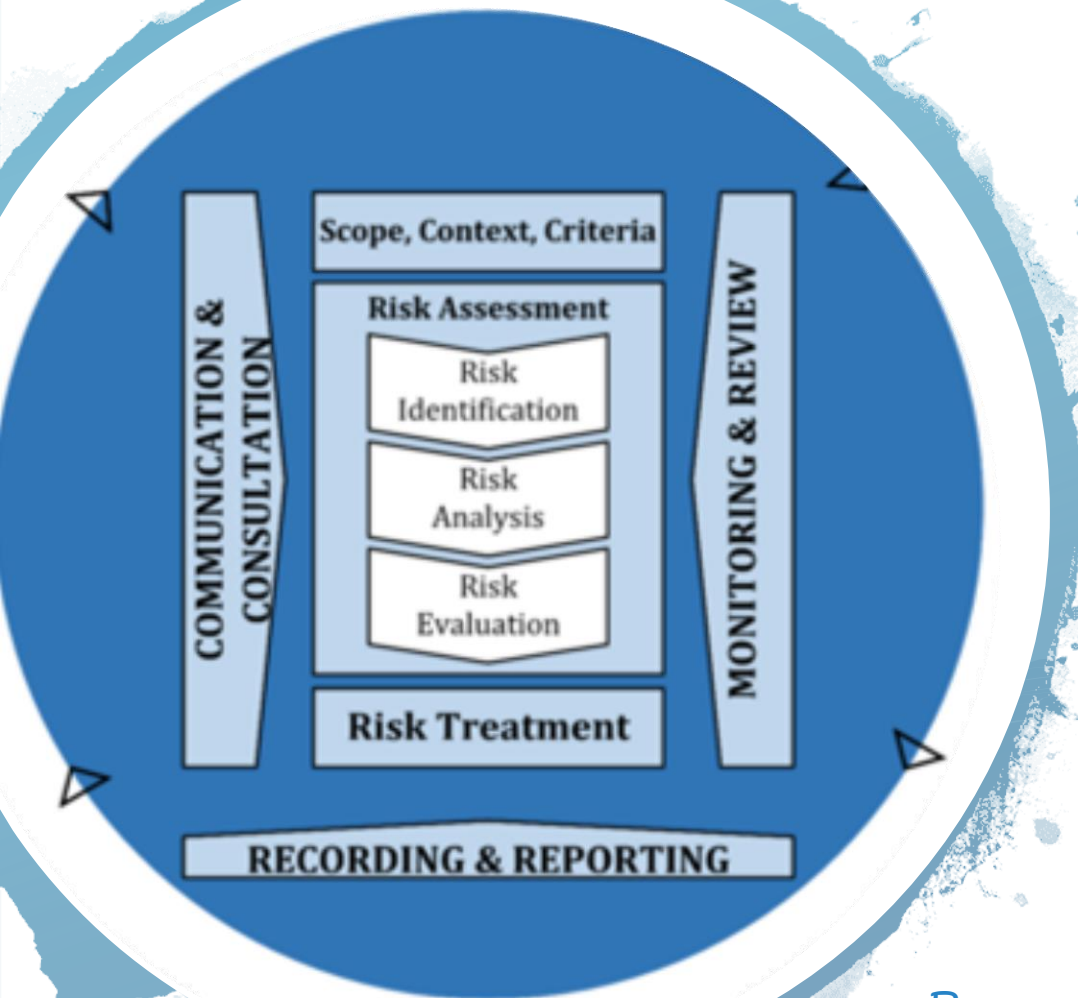 Scope, Context, Criteria
Risk Assessment
Risk
Identification
Risk
Analysis
Risk
Evaluation
Risk Treatment
COMMUNICATION &
CONSULTATION
MONITORING & REVIEW
RECORDING & REPORTING